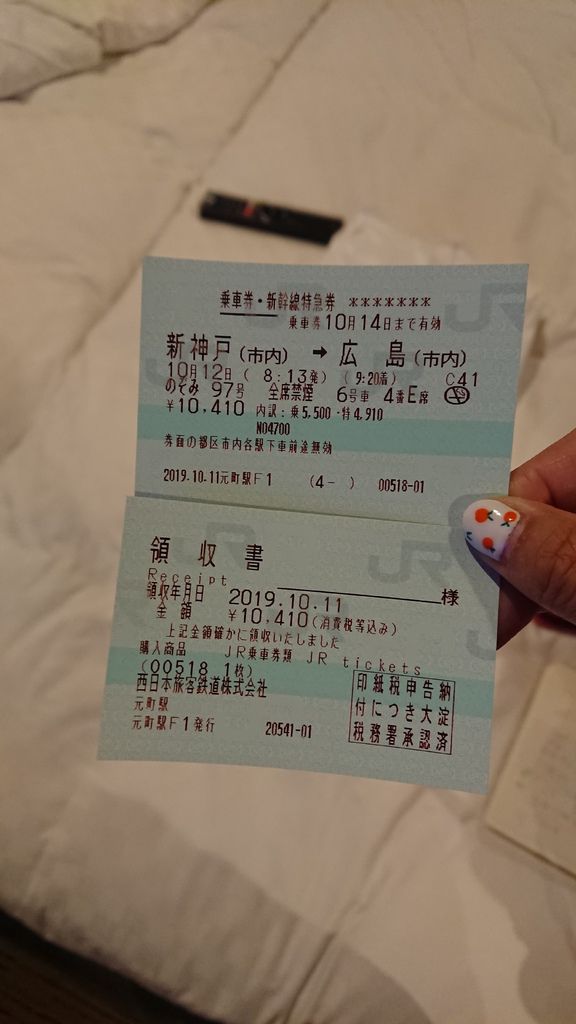 乗車券・新幹線特急券 *******
乗車券10月14日まで有効
新神戸(市内) → 広 島(市内)
10月12日( 8:13発) ( 9:20着) C41
のぞみ 97号 全席禁煙 6号車 4番E席
¥10,410 内訳:乗5,500・特4,910
N04700
券面の都区市内各駅下車前途無効
2019.10.11元町駅F1 (4- ) 00518-01
領 収 書
Receipt 様
領収年月日 2019.10.11
金 額 ¥10,410(消費税等込み)
上記金額確かに領収いたしました
購入商品 JR乗車券類 JR tickets
(00518 1枚)
西日本旅客鉄道株式会社
元町駅
元町駅F1発行 20541-01
印紙税申告納
付につき大淀
税務署承認済